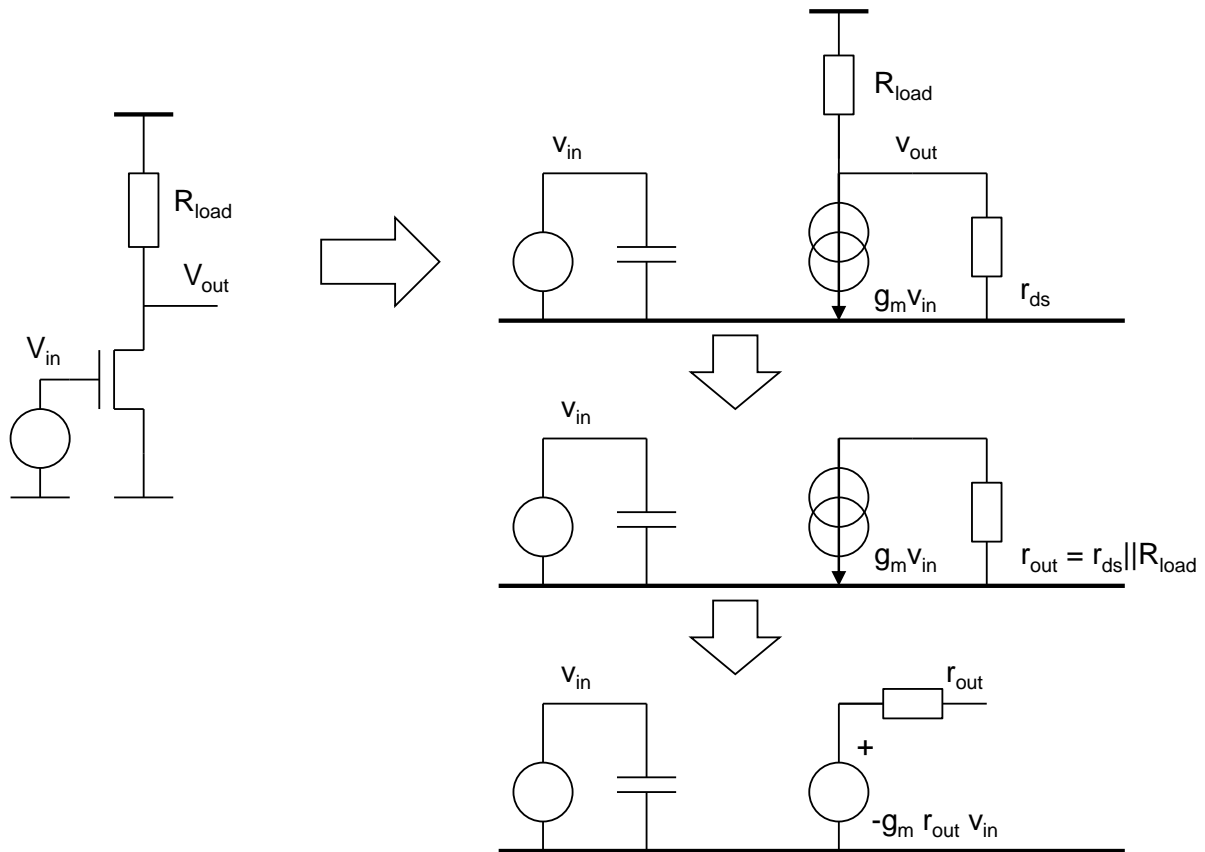 R_load
V_out
V_in
R_load
v_in
v_out
g_m v_in
r_ds
v_in
g_m v_in
r_out = r_ds||R_load
v_in
r_out
+
-g_m r_out v_in